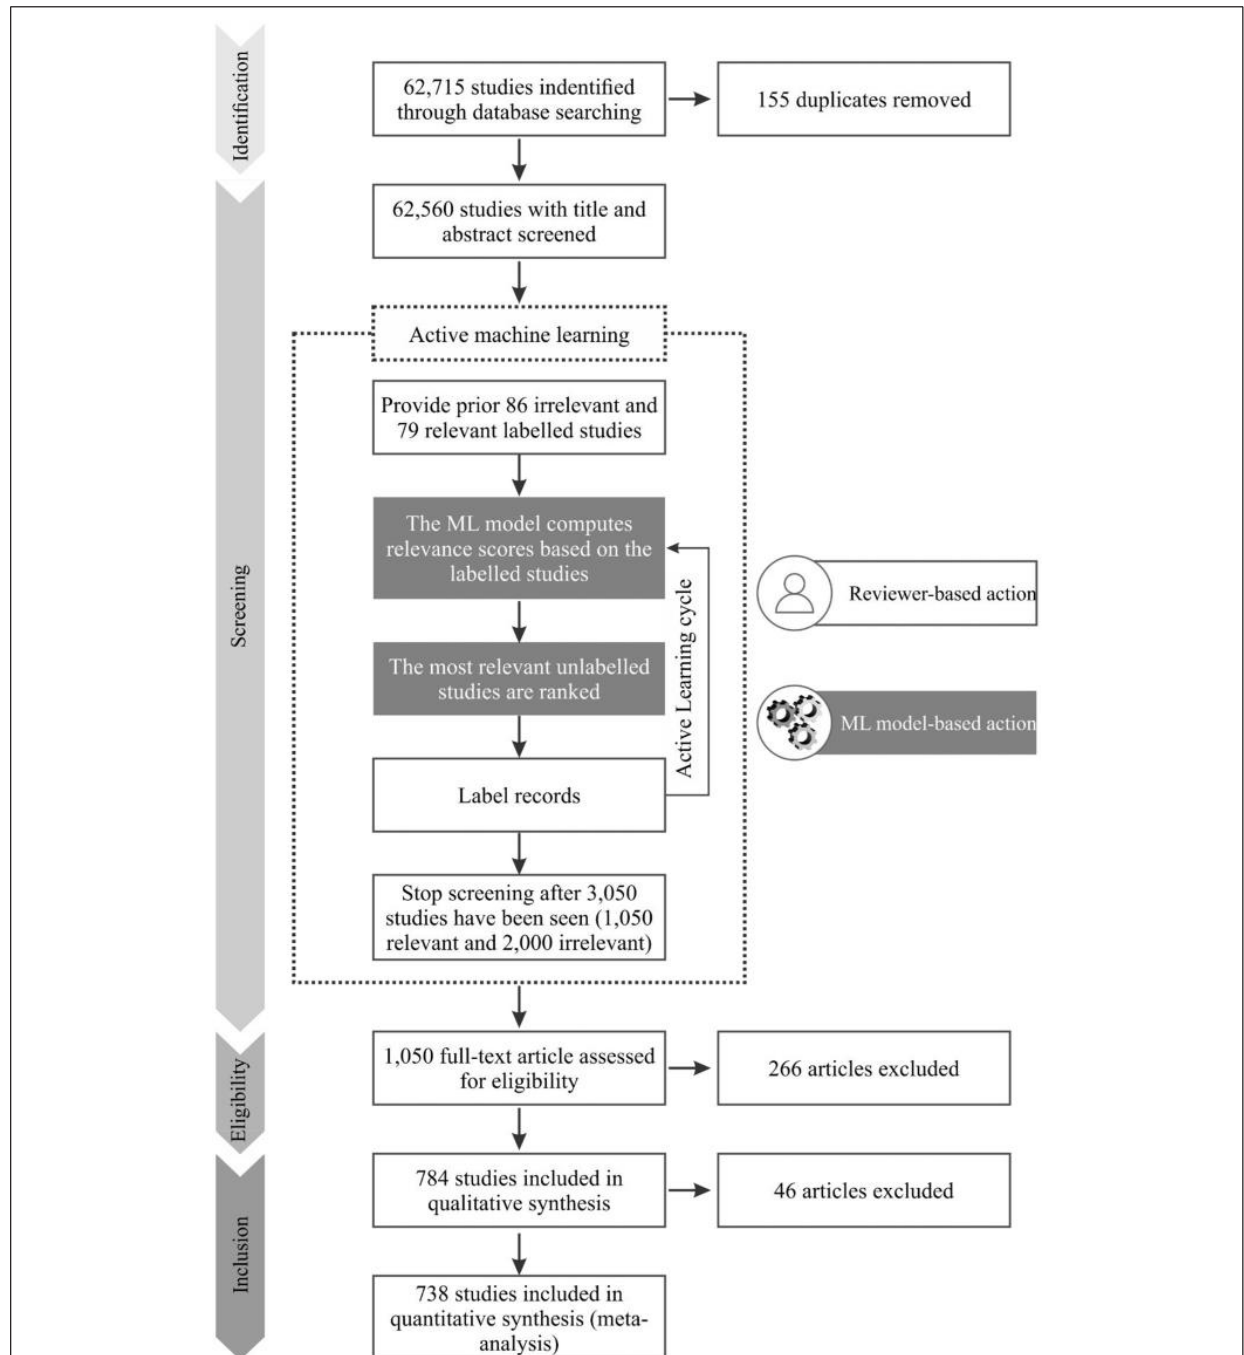 Identification
62,715 studies indentified
through database searching
155 duplicates removed
Screening
62,560 studies with title and
abstract screened
Active machine learning
Provide prior 86 irrelevant and
79 relevant labelled studies
The ML model computes
relevance scores based on the
labelled studies
The most relevant unlabelled
studies are ranked
Label records
Active Learning cycle
Stop screening after 3,050
studies have been seen (1,050
relevant and 2,000 irrelevant)
Reviewer-based action
ML model-based action
Eligibility
1,050 full-text article assessed
for eligibility
266 articles excluded
Inclusion
784 studies included in
qualitative synthesis
46 articles excluded
738 studies included in
quantitative synthesis (meta-
analysis)